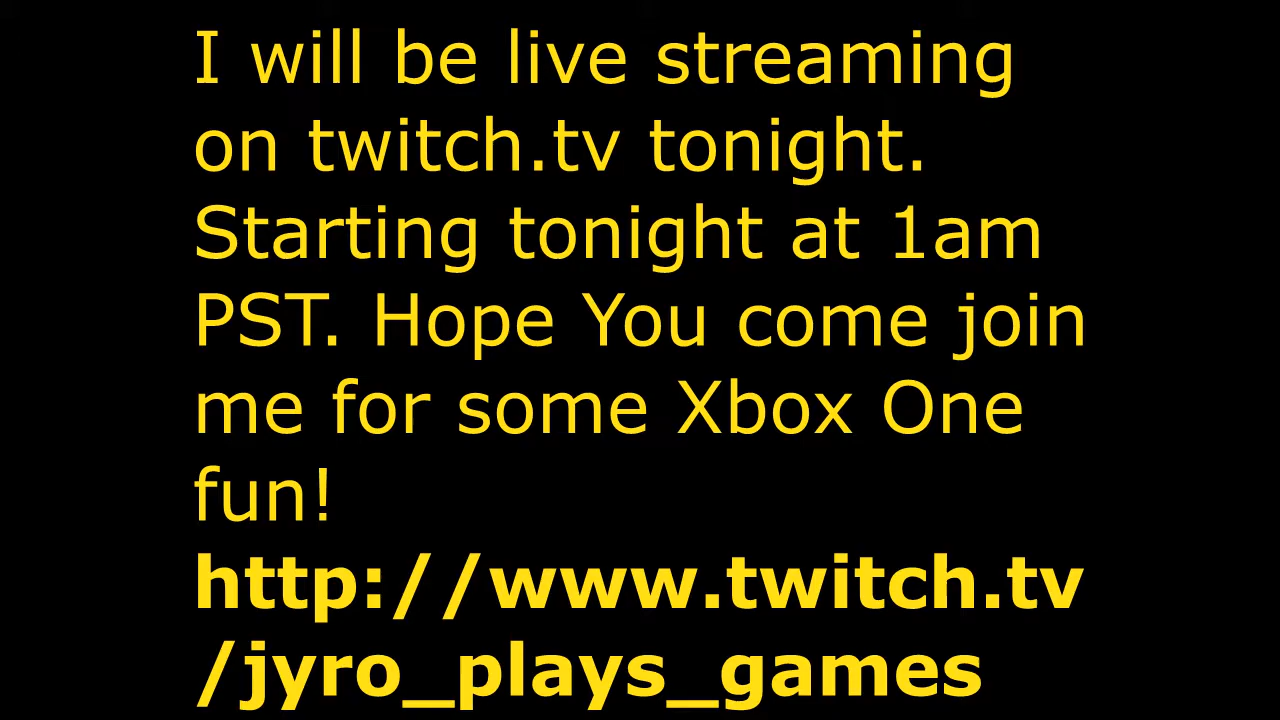 I will be live streaming
on twitch.tv tonight.
Starting tonight at 1am
PST. Hope You come join
me for some Xbox One
fun!
http://www.twitch.tv
/jyro_plays_games